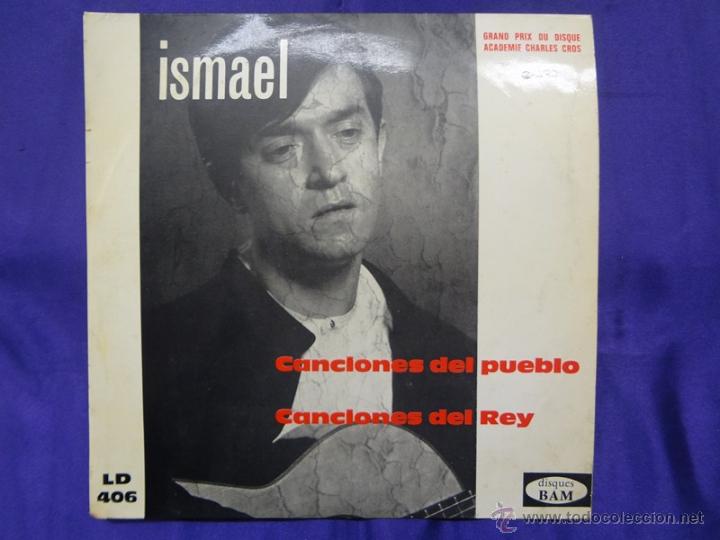 ismael
GRAND PRIX DU DISQUE
ACADEMIE CHARLES CROS
Canciones del pueblo
Canciones del Rey
LD
406
disques
BAM
© www.todocoleccion.net